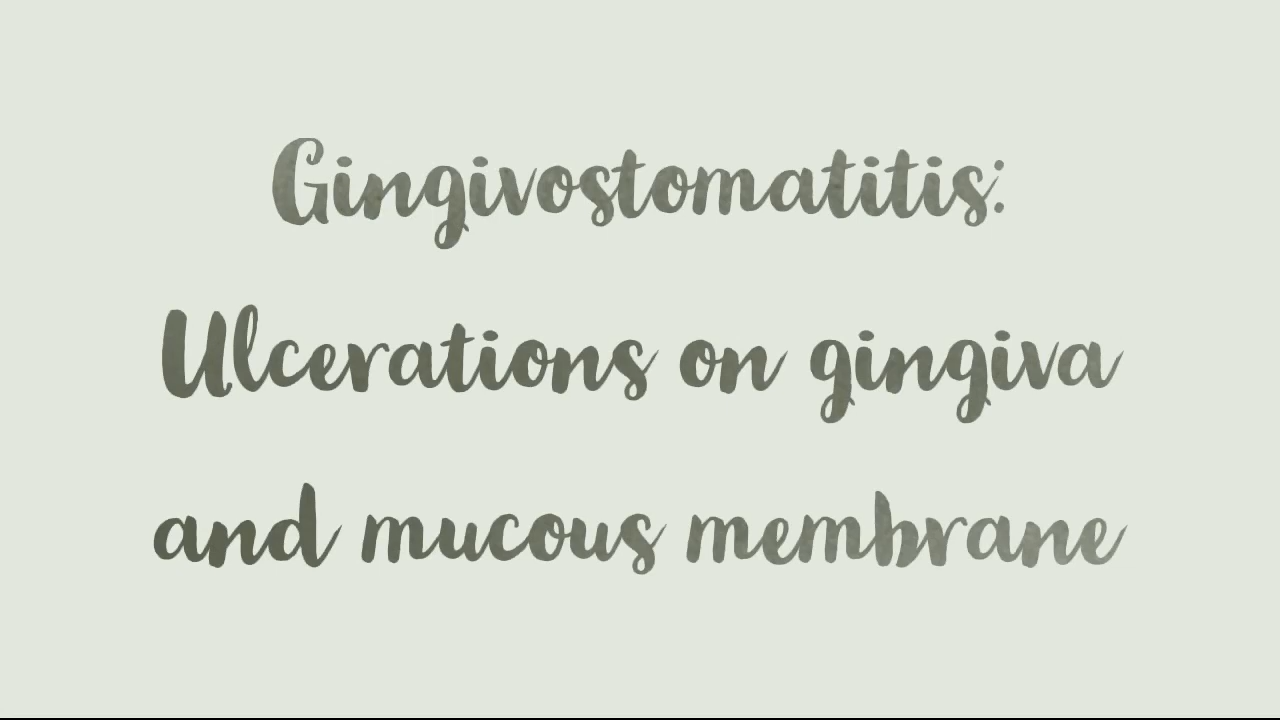 Gingivostomatitis:
Ulcerations on gingiva
and mucous membrane